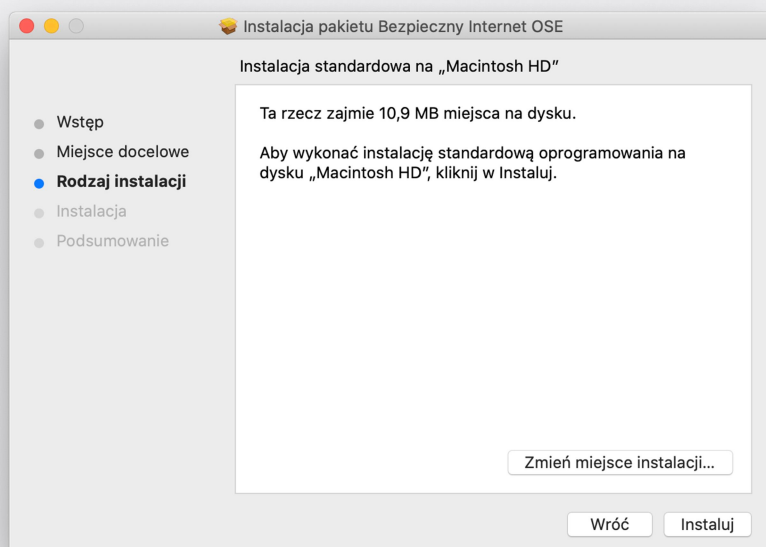 Instalacja pakietu Bezpieczny Internet OSE
Instalacja standardowa na „Macintosh HD”
Wstęp
Miejsce docelowe
Rodzaj instalacji
Instalacja
Podsumowanie
Ta rzecz zajmie 10,9 MB miejsca na dysku.
Aby wykonać instalację standardową oprogramowania na
dysku „Macintosh HD”, kliknij w Instaluj.
Zmień miejsce instalacji...
Wróć
Instaluj